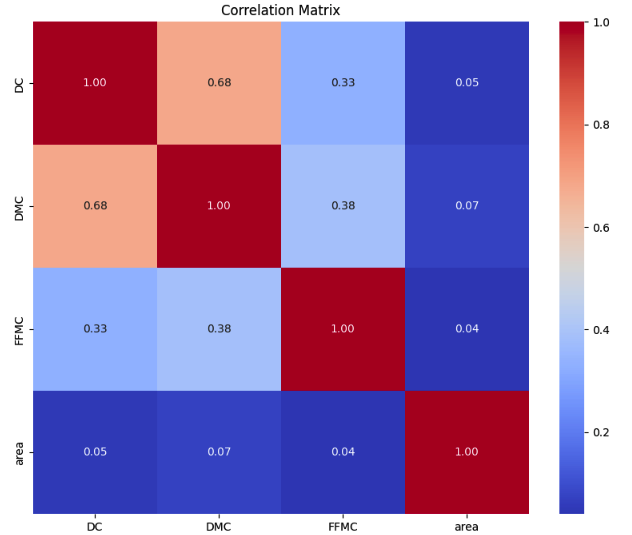 Correlation Matrix
DC 1.00 0.68 0.33 0.05
DMC 0.68 1.00 0.38 0.07
FFMC 0.33 0.38 1.00 0.04
area 0.05 0.07 0.04 1.00
DC DMC FFMC area
1.0
0.8
0.6
0.4
0.2